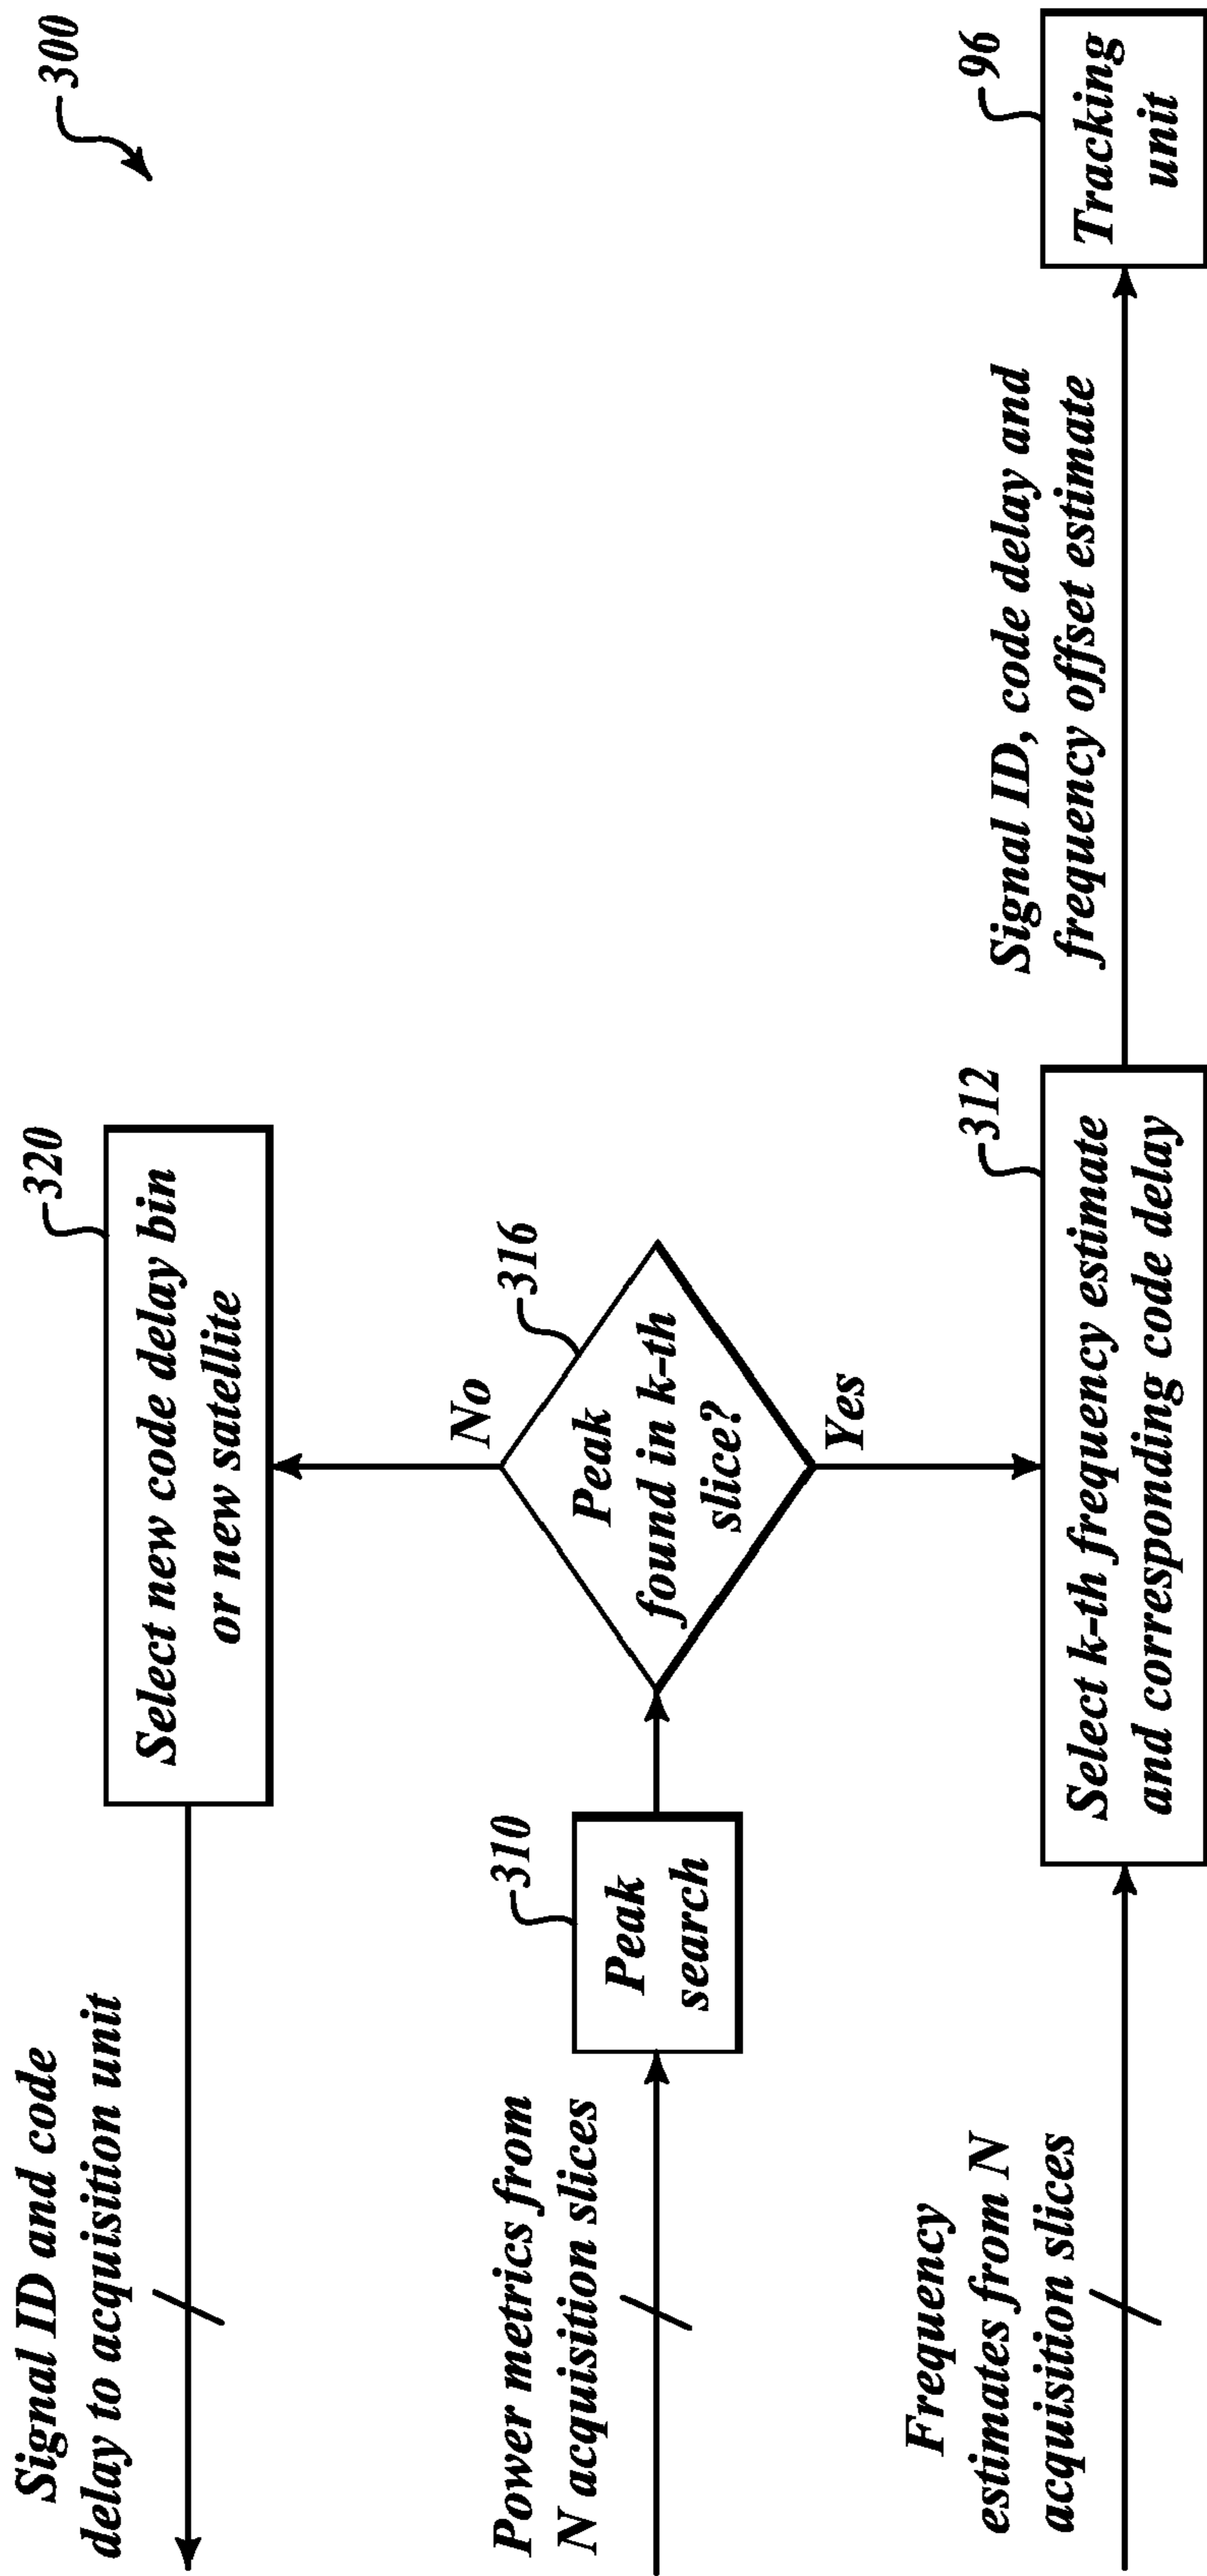 300
Signal ID and code
delay to acquisition unit
320
Select new code delay bin
or new satellite
No
Power metrics from
N acquisition slices
310
Peak
search
316
Peak
found in k-th
slice?
Yes
Frequency
estimates from N
acquisition slices
312
Select k-th frequency estimate
and corresponding code delay
Signal ID, code delay and
frequency offset estimate
96
Tracking
unit